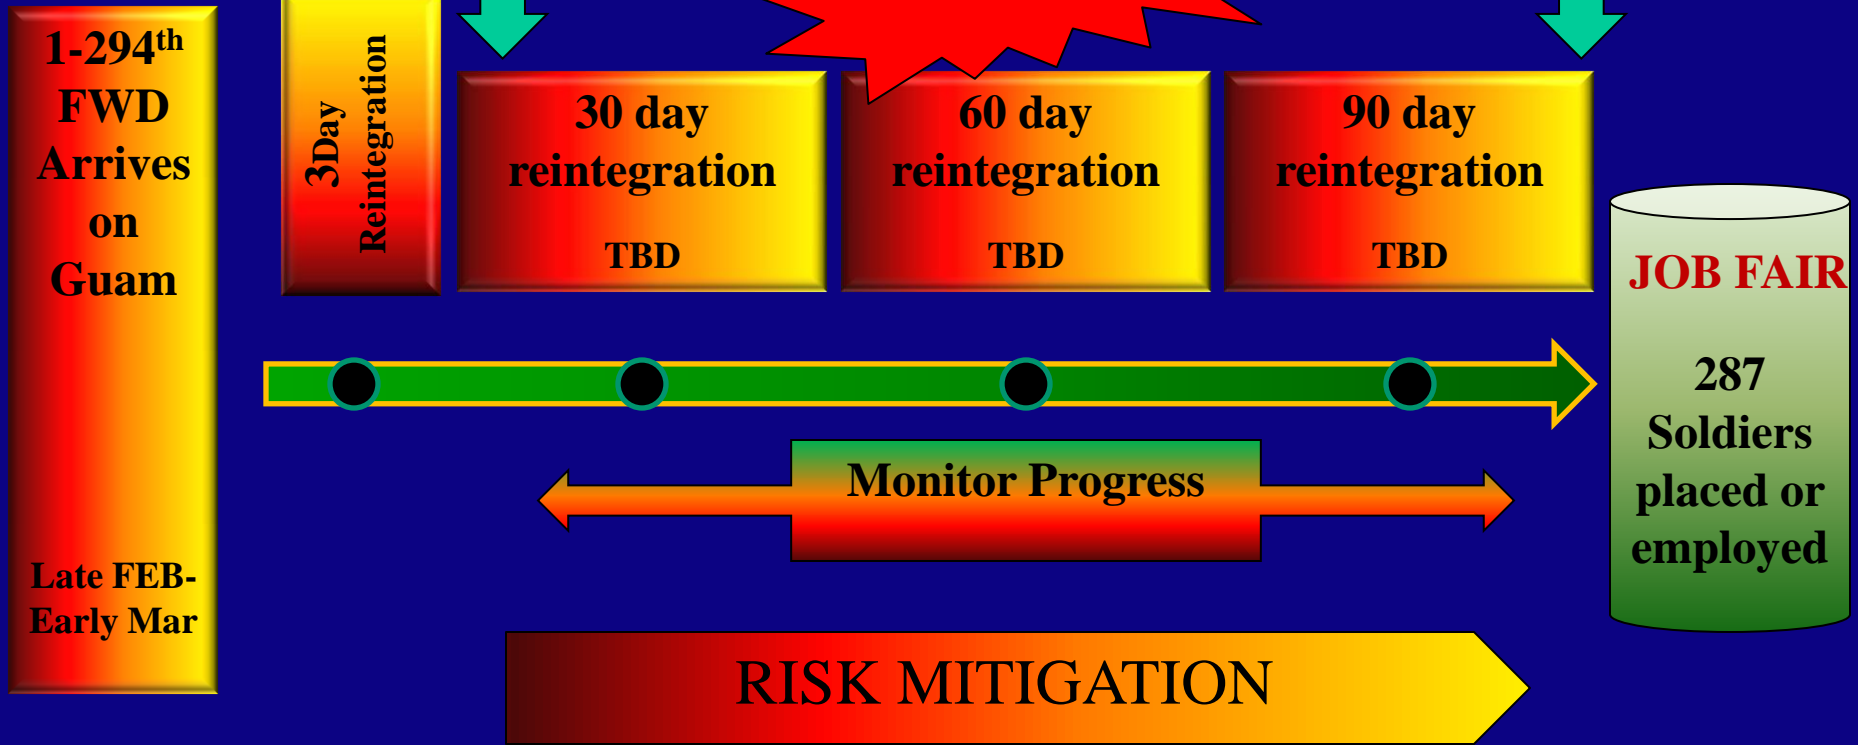 1-294th
FWD
Arrives
on
Guam
Late FEB-
Early Mar
3Day
Reintegration
30 day
reintegration
TBD
60 day
reintegration
TBD
90 day
reintegration
TBD
JOB FAIR
287
Soldiers
placed or
employed
Monitor Progress
RISK MITIGATION